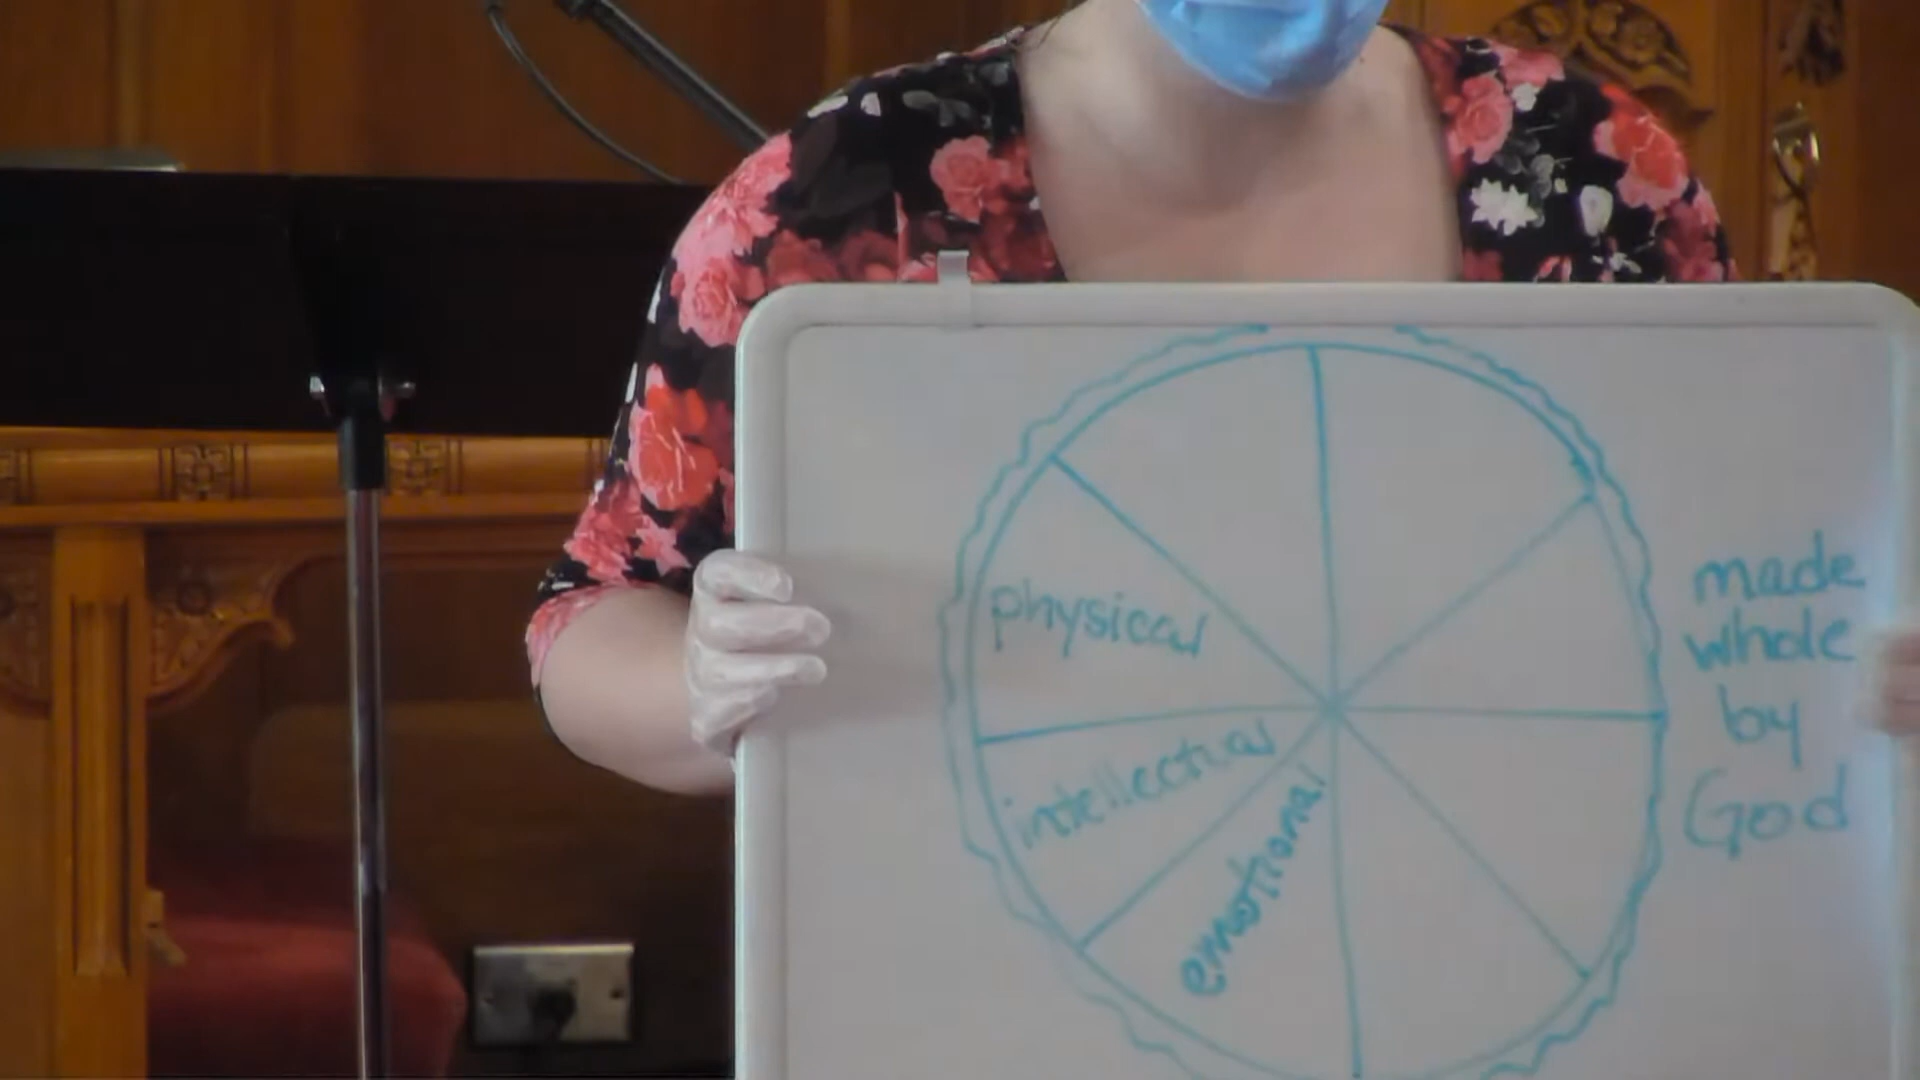 physical
intellectual
emotional
made
whole
by
God